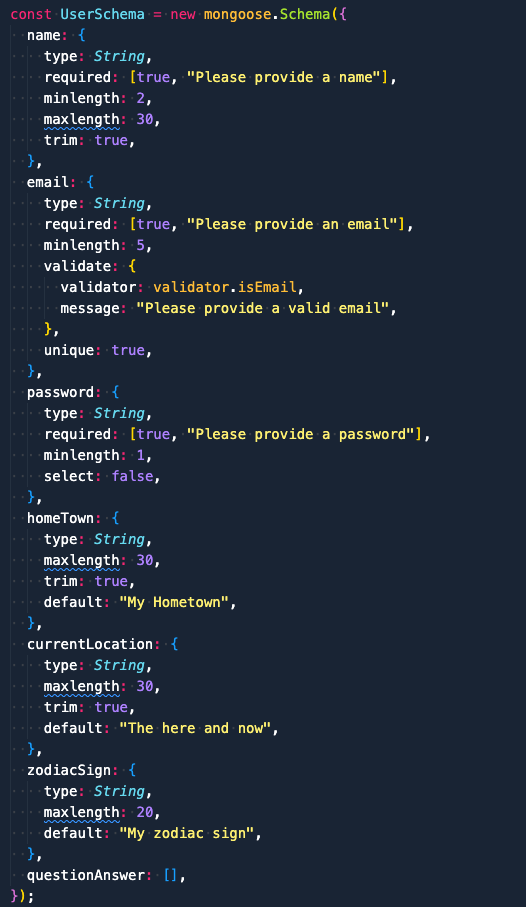 const UserSchema = new mongoose.Schema({
  name: {
    type: String,
    required: [true, "Please provide a name"],
    minlength: 2,
    maxlength: 30,
    trim: true,
  },
  email: {
    type: String,
    required: [true, "Please provide an email"],
    minlength: 5,
    validate: {
      validator: validator.isEmail,
      message: "Please provide a valid email",
    },
    unique: true,
  },
  password: {
    type: String,
    required: [true, "Please provide a password"],
    minlength: 1,
    select: false,
  },
  homeTown: {
    type: String,
    maxlength: 30,
    trim: true,
    default: "My Hometown",
  },
  currentLocation: {
    type: String,
    maxlength: 30,
    trim: true,
    default: "The here and now",
  },
  zodiacSign: {
    type: String,
    maxlength: 20,
    default: "My zodiac sign",
  },
  questionAnswer: [],
});